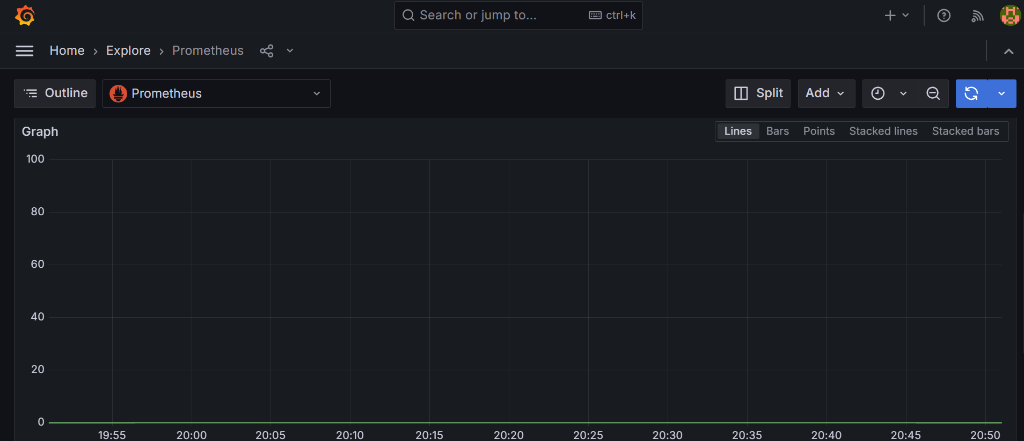 Search or jump to... ctrl+k
Home › Explore › Prometheus
Outline Prometheus Split Add
Graph Lines Bars Points Stacked lines Stacked bars
100
80
60
40
20
0
19:55 20:00 20:05 20:10 20:15 20:20 20:25 20:30 20:35 20:40 20:45 20:50